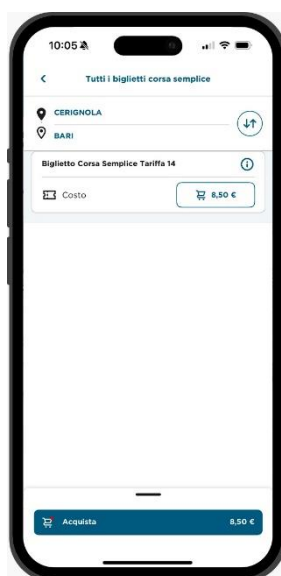 10:05
Tutti i biglietti corsa semplice
CERIGNOLA
BARI
Biglietto Corsa Semplice Tariffa 14
Costo 8,50 €
Acquista 8,50 €